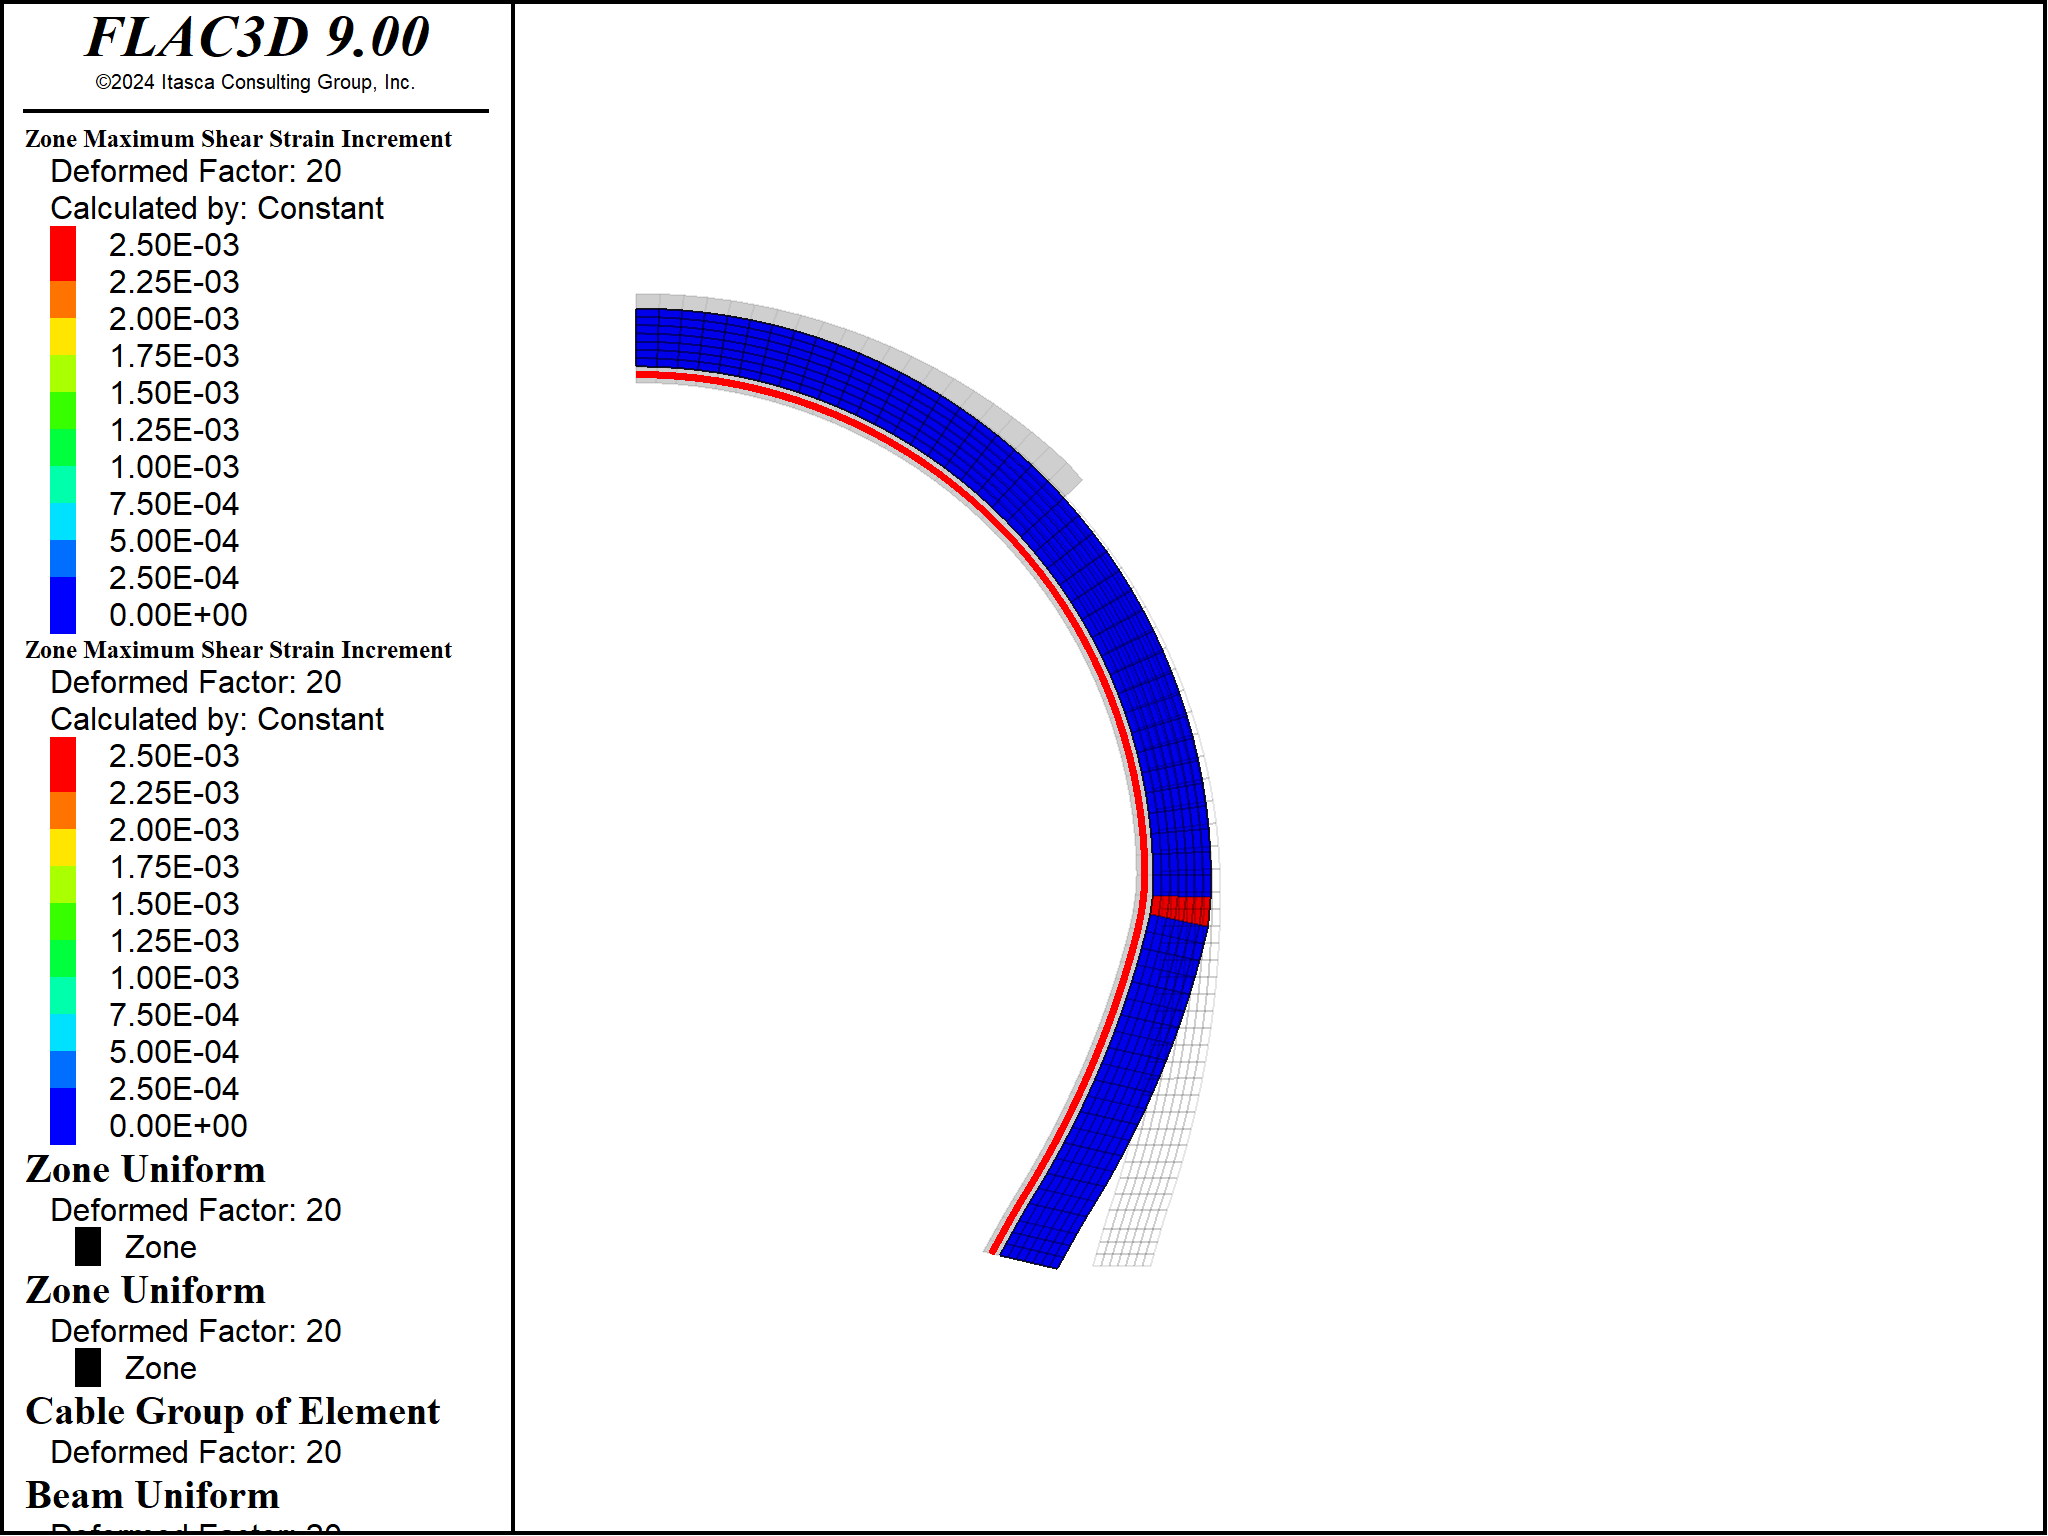 FLAC3D 9.00
©2024 Itasca Consulting Group, Inc.
Zone Maximum Shear Strain Increment
Deformed Factor: 20
Calculated by: Constant
2.50E-03
2.25E-03
2.00E-03
1.75E-03
1.50E-03
1.25E-03
1.00E-03
7.50E-04
5.00E-04
2.50E-04
0.00E+00
Zone Maximum Shear Strain Increment
Deformed Factor: 20
Calculated by: Constant
2.50E-03
2.25E-03
2.00E-03
1.75E-03
1.50E-03
1.25E-03
1.00E-03
7.50E-04
5.00E-04
2.50E-04
0.00E+00
Zone Uniform
Deformed Factor: 20
Zone
Zone Uniform
Deformed Factor: 20
Zone
Cable Group of Element
Deformed Factor: 20
Beam Uniform